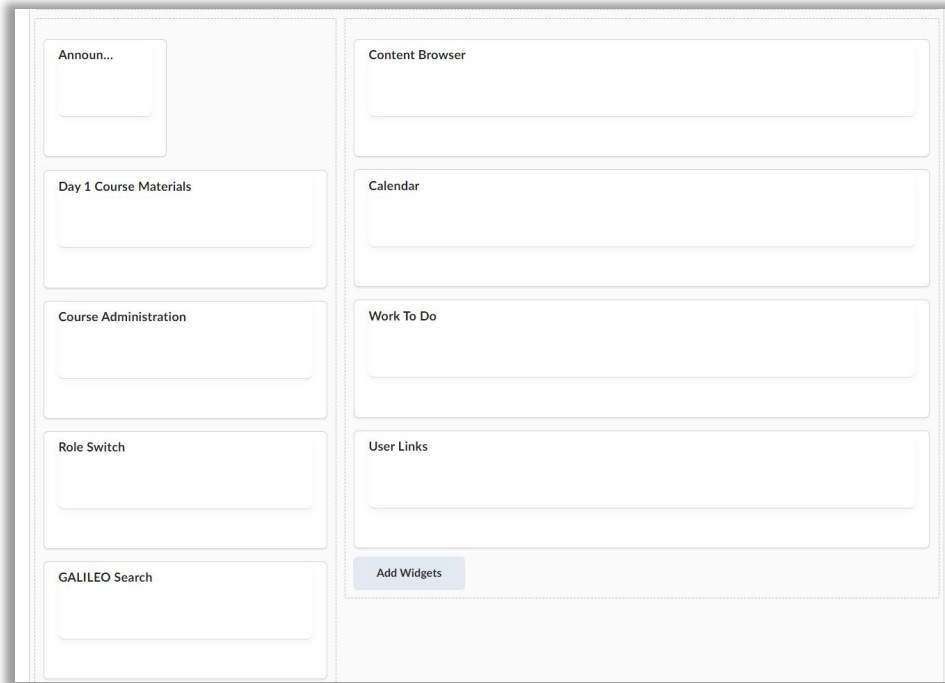 Announ...
Day 1 Course Materials
Course Administration
Role Switch
GALILEO Search
Content Browser
Calendar
Work To Do
User Links
Add Widgets